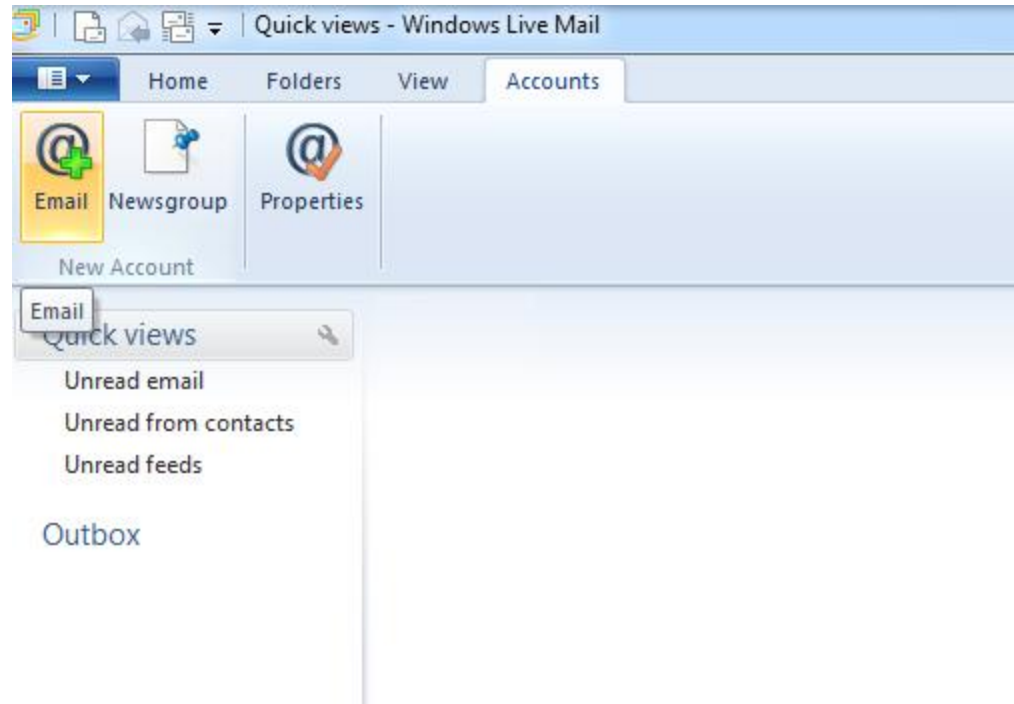 Quick views - Windows Live Mail
Home Folders View Accounts
Email Newsgroup Properties
New Account
Email
Quick views
Unread email
Unread from contacts
Unread feeds
Outbox